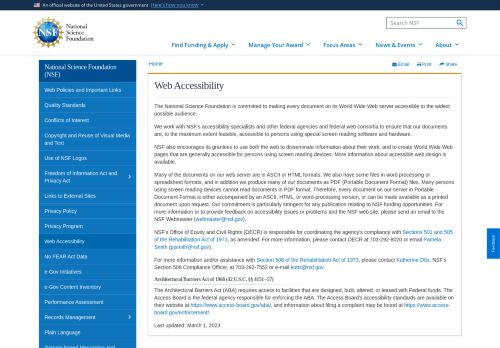 An official website of the United States government Here's how you know
National Science Foundation
Search NSF
Find Funding & Apply
Manage Your Award
Focus Areas
News & Events
About
National Science Foundation (NSF)
Web Policies and Important Links
Quality Standards
Conflicts of Interest
Copyright and Reuse of Visual Media and Text
Use of NSF Logos
Freedom of Information Act and Privacy Act
Links to External Sites
Privacy Policy
Privacy Program
Web Accessibility
No FEAR Act Data
e-Gov Initiatives
e-Gov Content Inventory
Performance Assessment
Records Management
Plain Language
Home
Email
Print
Share
Web Accessibility
The National Science Foundation is committed to making every document on its World Wide Web server accessible to the widest
possible audience.
We work with NSF's accessibility specialists and other federal agencies and federal web consortia to ensure that our documents
are, to the maximum extent feasible, accessible to persons using special screen reading software and hardware.
NSF also encourages its grantees to use both the web to disseminate information about their work, and to create World Wide Web
pages that are generally accessible for persons using screen reading devices. More information about accessible web design is
available.
Many of the documents on our web server are in ASCII or HTML formats. We also have some files in word-processing or
spreadsheet formats, and in addition we produce many of our documents as PDF (Portable Document Format) files. Many persons
using screen reading devices cannot read documents in PDF format. Therefore, every document on our server in Portable
Document Format is either accompanied by an ASCII, HTML, or word-processing version, or can be made available as a printed
document upon request. Our commitment is particularly stringent for any publication relating to NSF funding opportunities. For
more information or to provide feedback on accessibility issues or problems and the NSF web site, please send an email to the
NSF Webmaster (webmaster@nsf.gov).
NSF's Office of Equity and Civil Rights (OECR) is responsible for coordinating the agency's compliance with Sections 501 and 505
of the Rehabilitation Act of 1973, as amended. For more information, please contact OECR at 703-292-8020 or email Pamela
Smith (pjsmith@nsf.gov).
For more information and/or assistance with Section 508 of the Rehabilitation Act of 1973, please contact Katherine Otis, NSF's
Section 508 Compliance Officer, at 703-292-7552 or email kotis@nsf.gov.
Architectural Barriers Act of 1968 (42 U.S.C. §§ 4151--57)
The Architectural Barriers Act (ABA) requires access to facilities that are designed, built, altered, or leased with Federal funds. The
Access Board is the federal agency responsible for enforcing the ABA. The Access Board's accessibility standards are available on
their website at https://www.access-board.gov/aba/, and information about filing a complaint may be found at https://www.access-
board.gov/enforcement/.
Last updated: March 1, 2023
Feedback